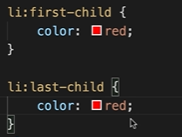 li:first-child {
    color: red;
}
li:last-child {
    color: red;
}